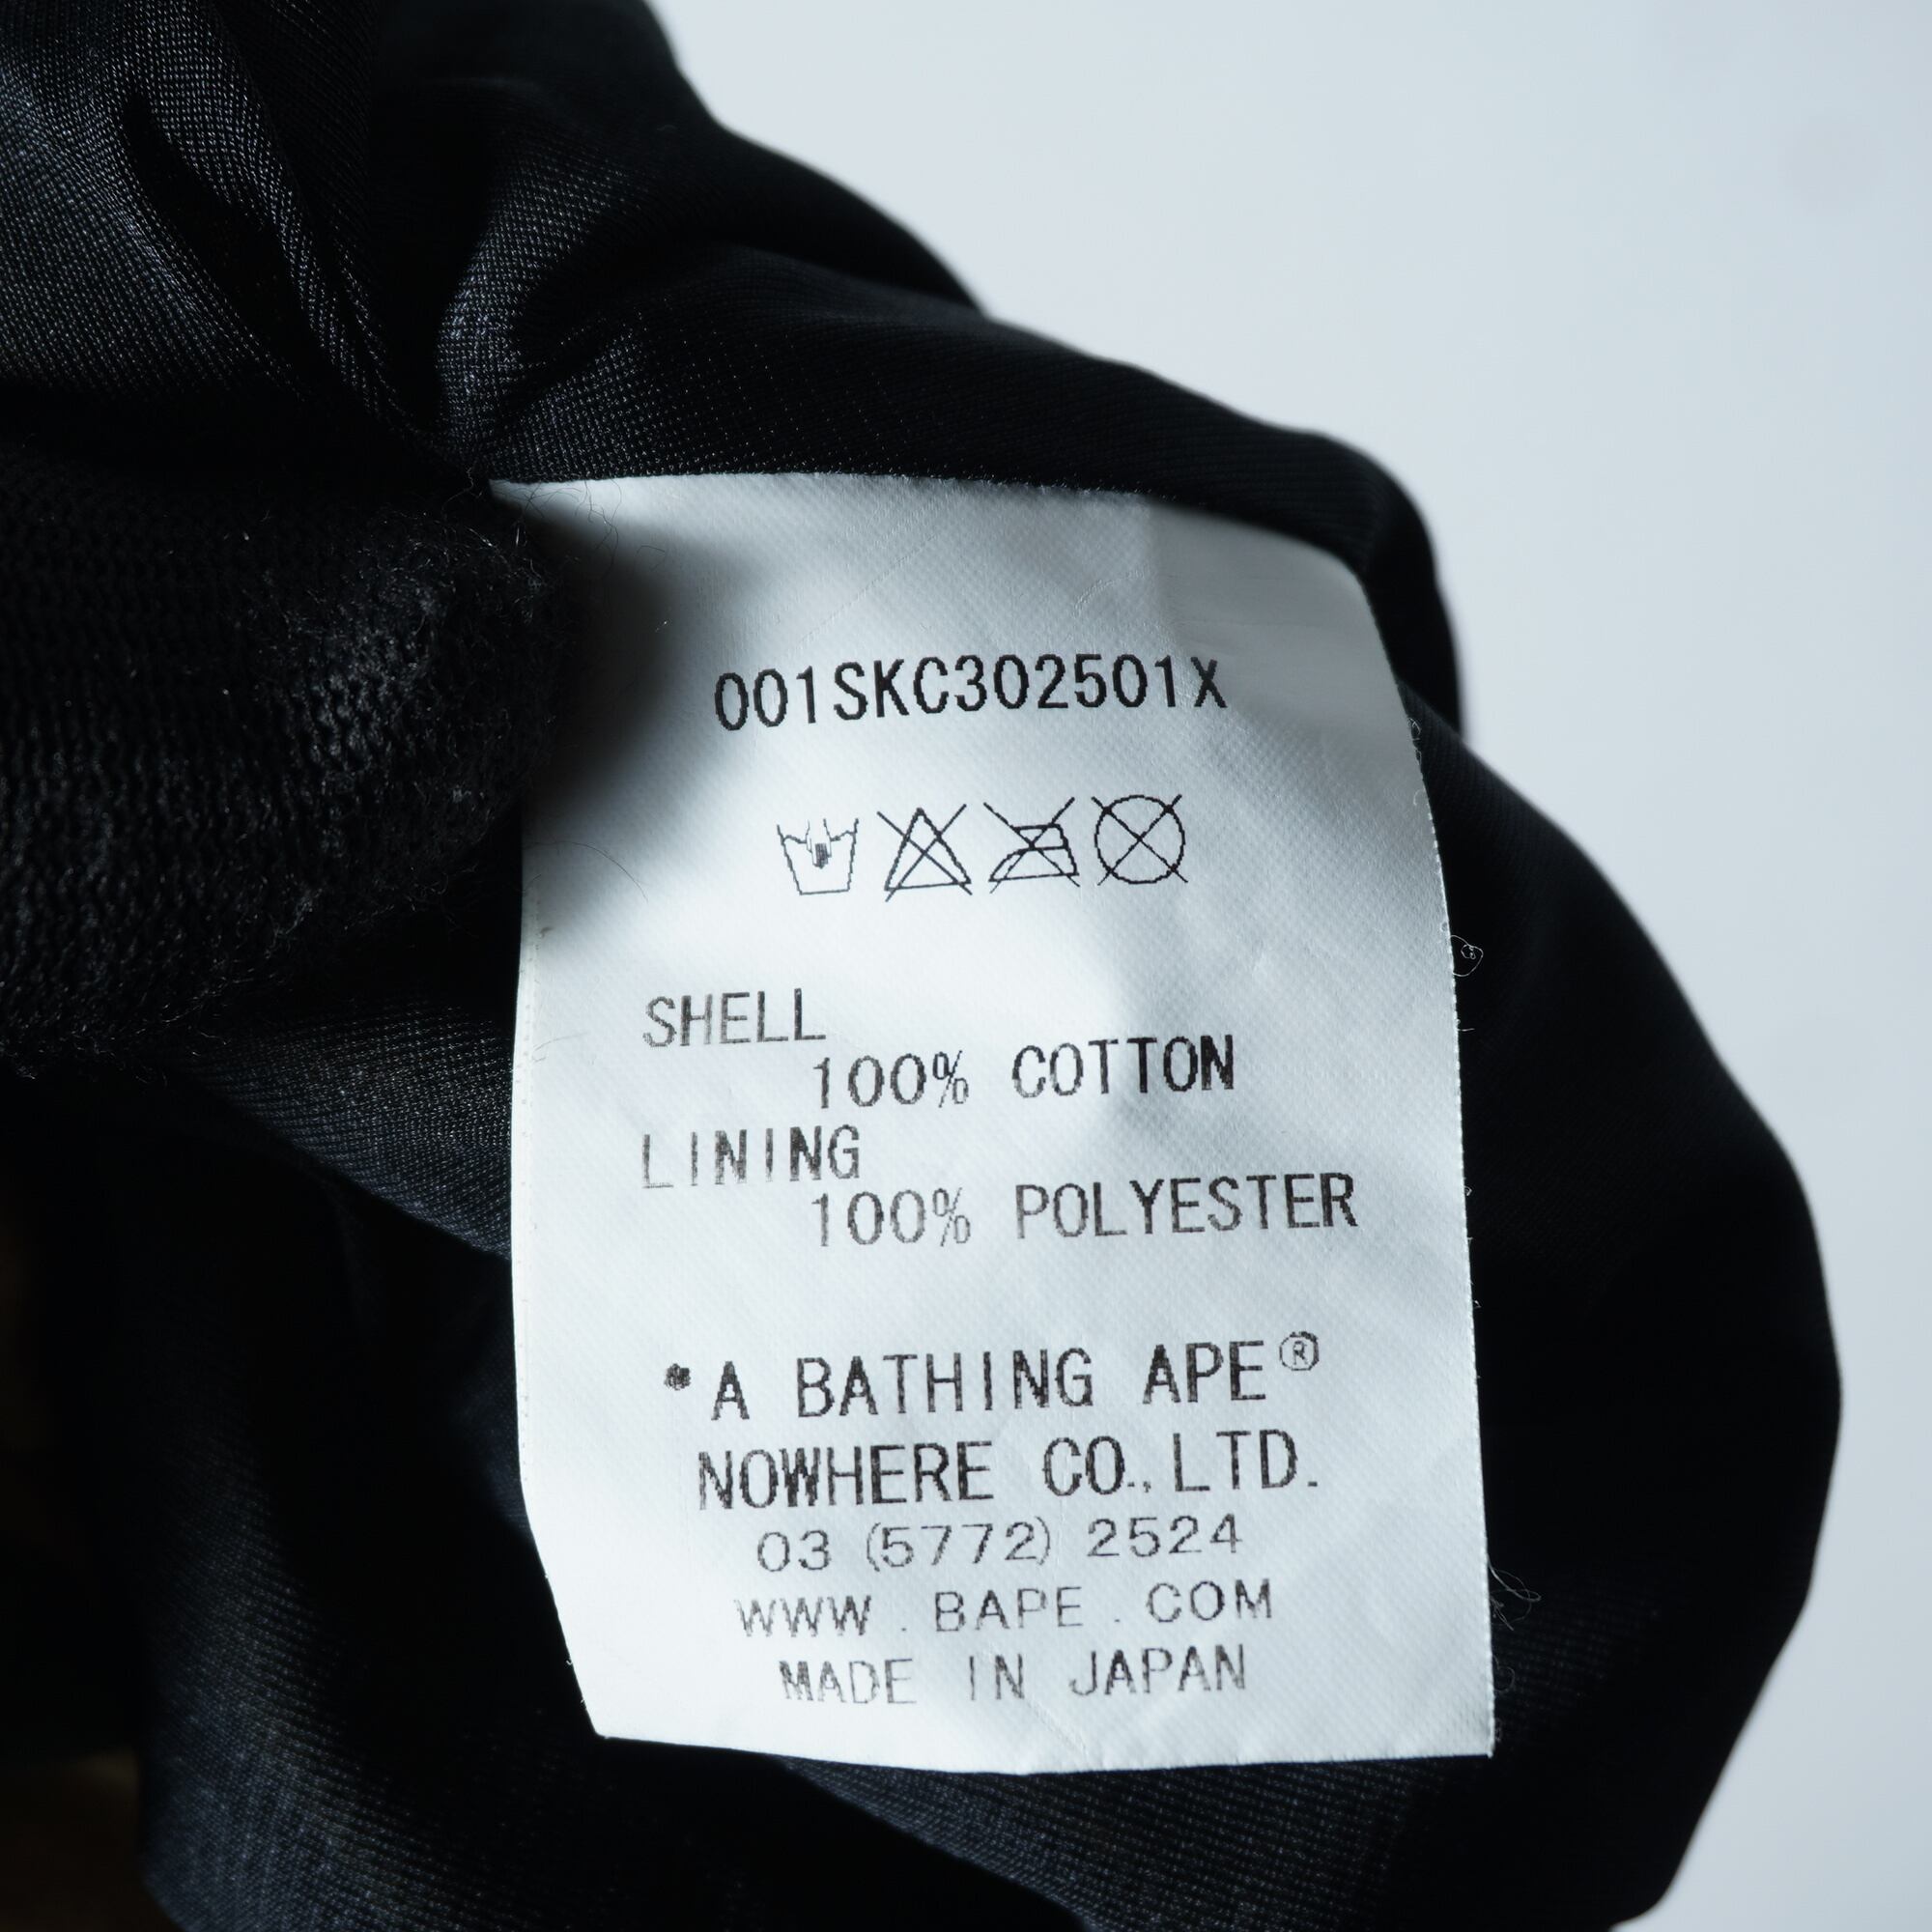 001SKC302501X
SHELL
100% COTTON
LINING
100% POLYESTER
*A BATHING APE®
NOWHERE CO.,LTD.
03 (5772) 2524
WWW.BAPE.COM
MADE IN JAPAN